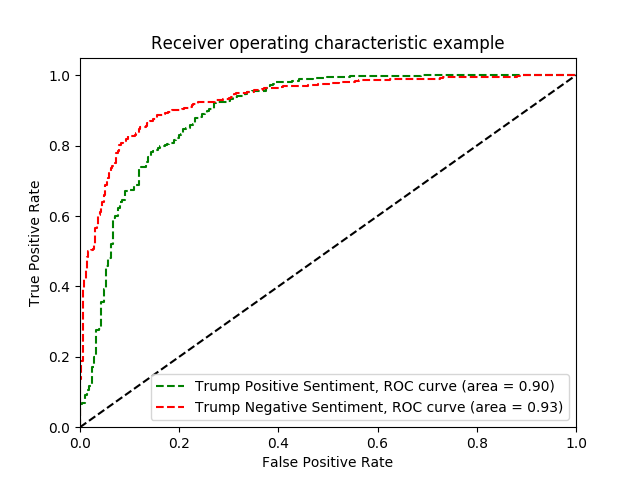 Receiver operating characteristic example
True Positive Rate
1.0
0.8
0.6
0.4
0.2
0.0
Trump Positive Sentiment, ROC curve (area = 0.90)
Trump Negative Sentiment, ROC curve (area = 0.93)
0.0 0.2 0.4 0.6 0.8 1.0
False Positive Rate